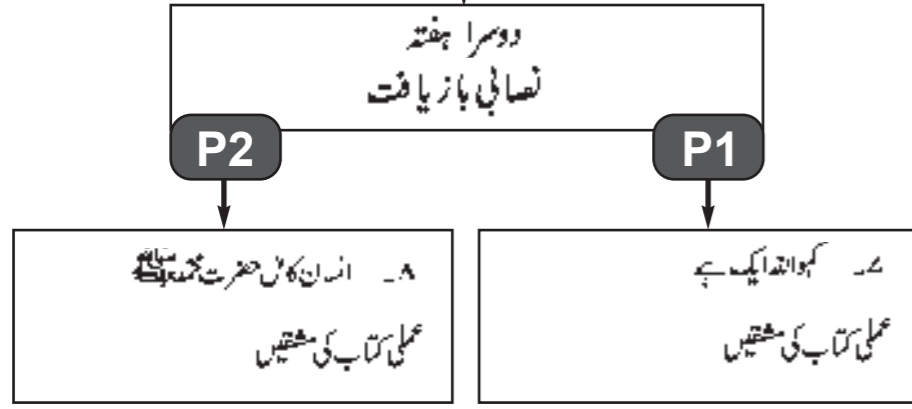 دوسرا ہفتہ
نصابی بازیافت
P1
P2
۷۔ کہو اللہ ایک ہے
عملی کتاب کی مشقیں
۸۔ انسان کامل حضرت محمد ﷺ
عملی کتاب کی مشقیں